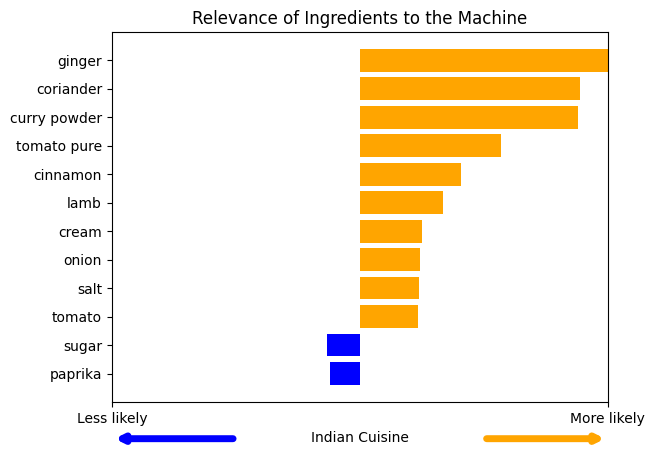 Relevance of Ingredients to the Machine
ginger
coriander
curry powder
tomato pure
cinnamon
lamb
cream
onion
salt
tomato
sugar
paprika
Less likely
More likely
Indian Cuisine